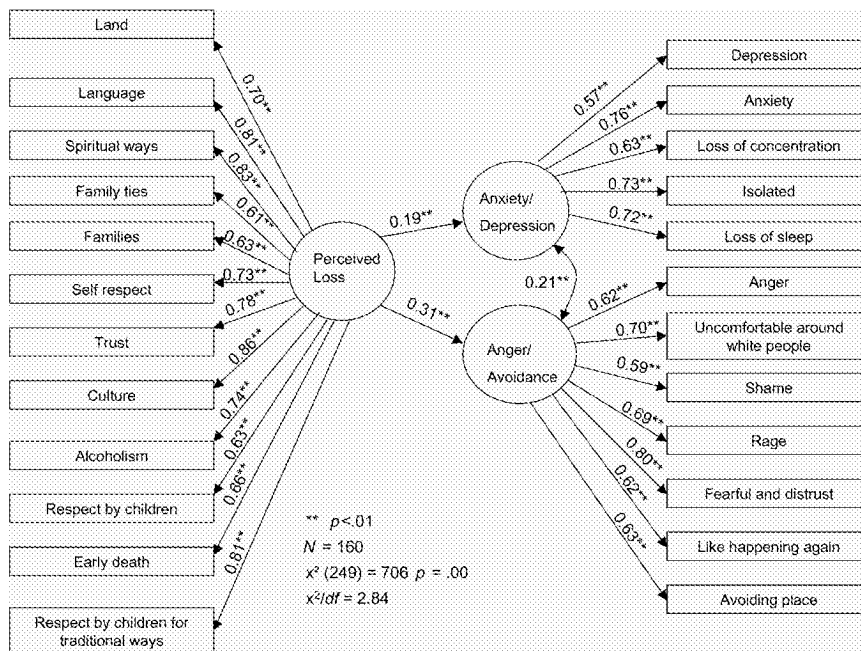 Land
Language
Spiritual ways
Family ties
Families
Self respect
Trust
Culture
Alcoholism
Respect by children
Early death
Respect by children for
traditional ways
0.70**
0.81**
0.83**
0.61**
0.63**
0.73**
0.78**
0.86**
0.74**
0.63**
0.66**
0.81**
Perceived
Loss
0.19**
0.31**
Anxiety/
Depression
0.21**
Anger/
Avoidance
0.57**
0.76**
0.63**
0.73**
0.72**
0.62**
0.70**
0.59**
0.69**
0.80**
0.62**
0.63**
Depression
Anxiety
Loss of concentration
Isolated
Loss of sleep
Anger
Uncomfortable around
white people
Shame
Rage
Fearful and distrust
Like happening again
Avoiding place
** p<.01
N = 160
x² (249) = 706 p = .00
x²/df = 2.84